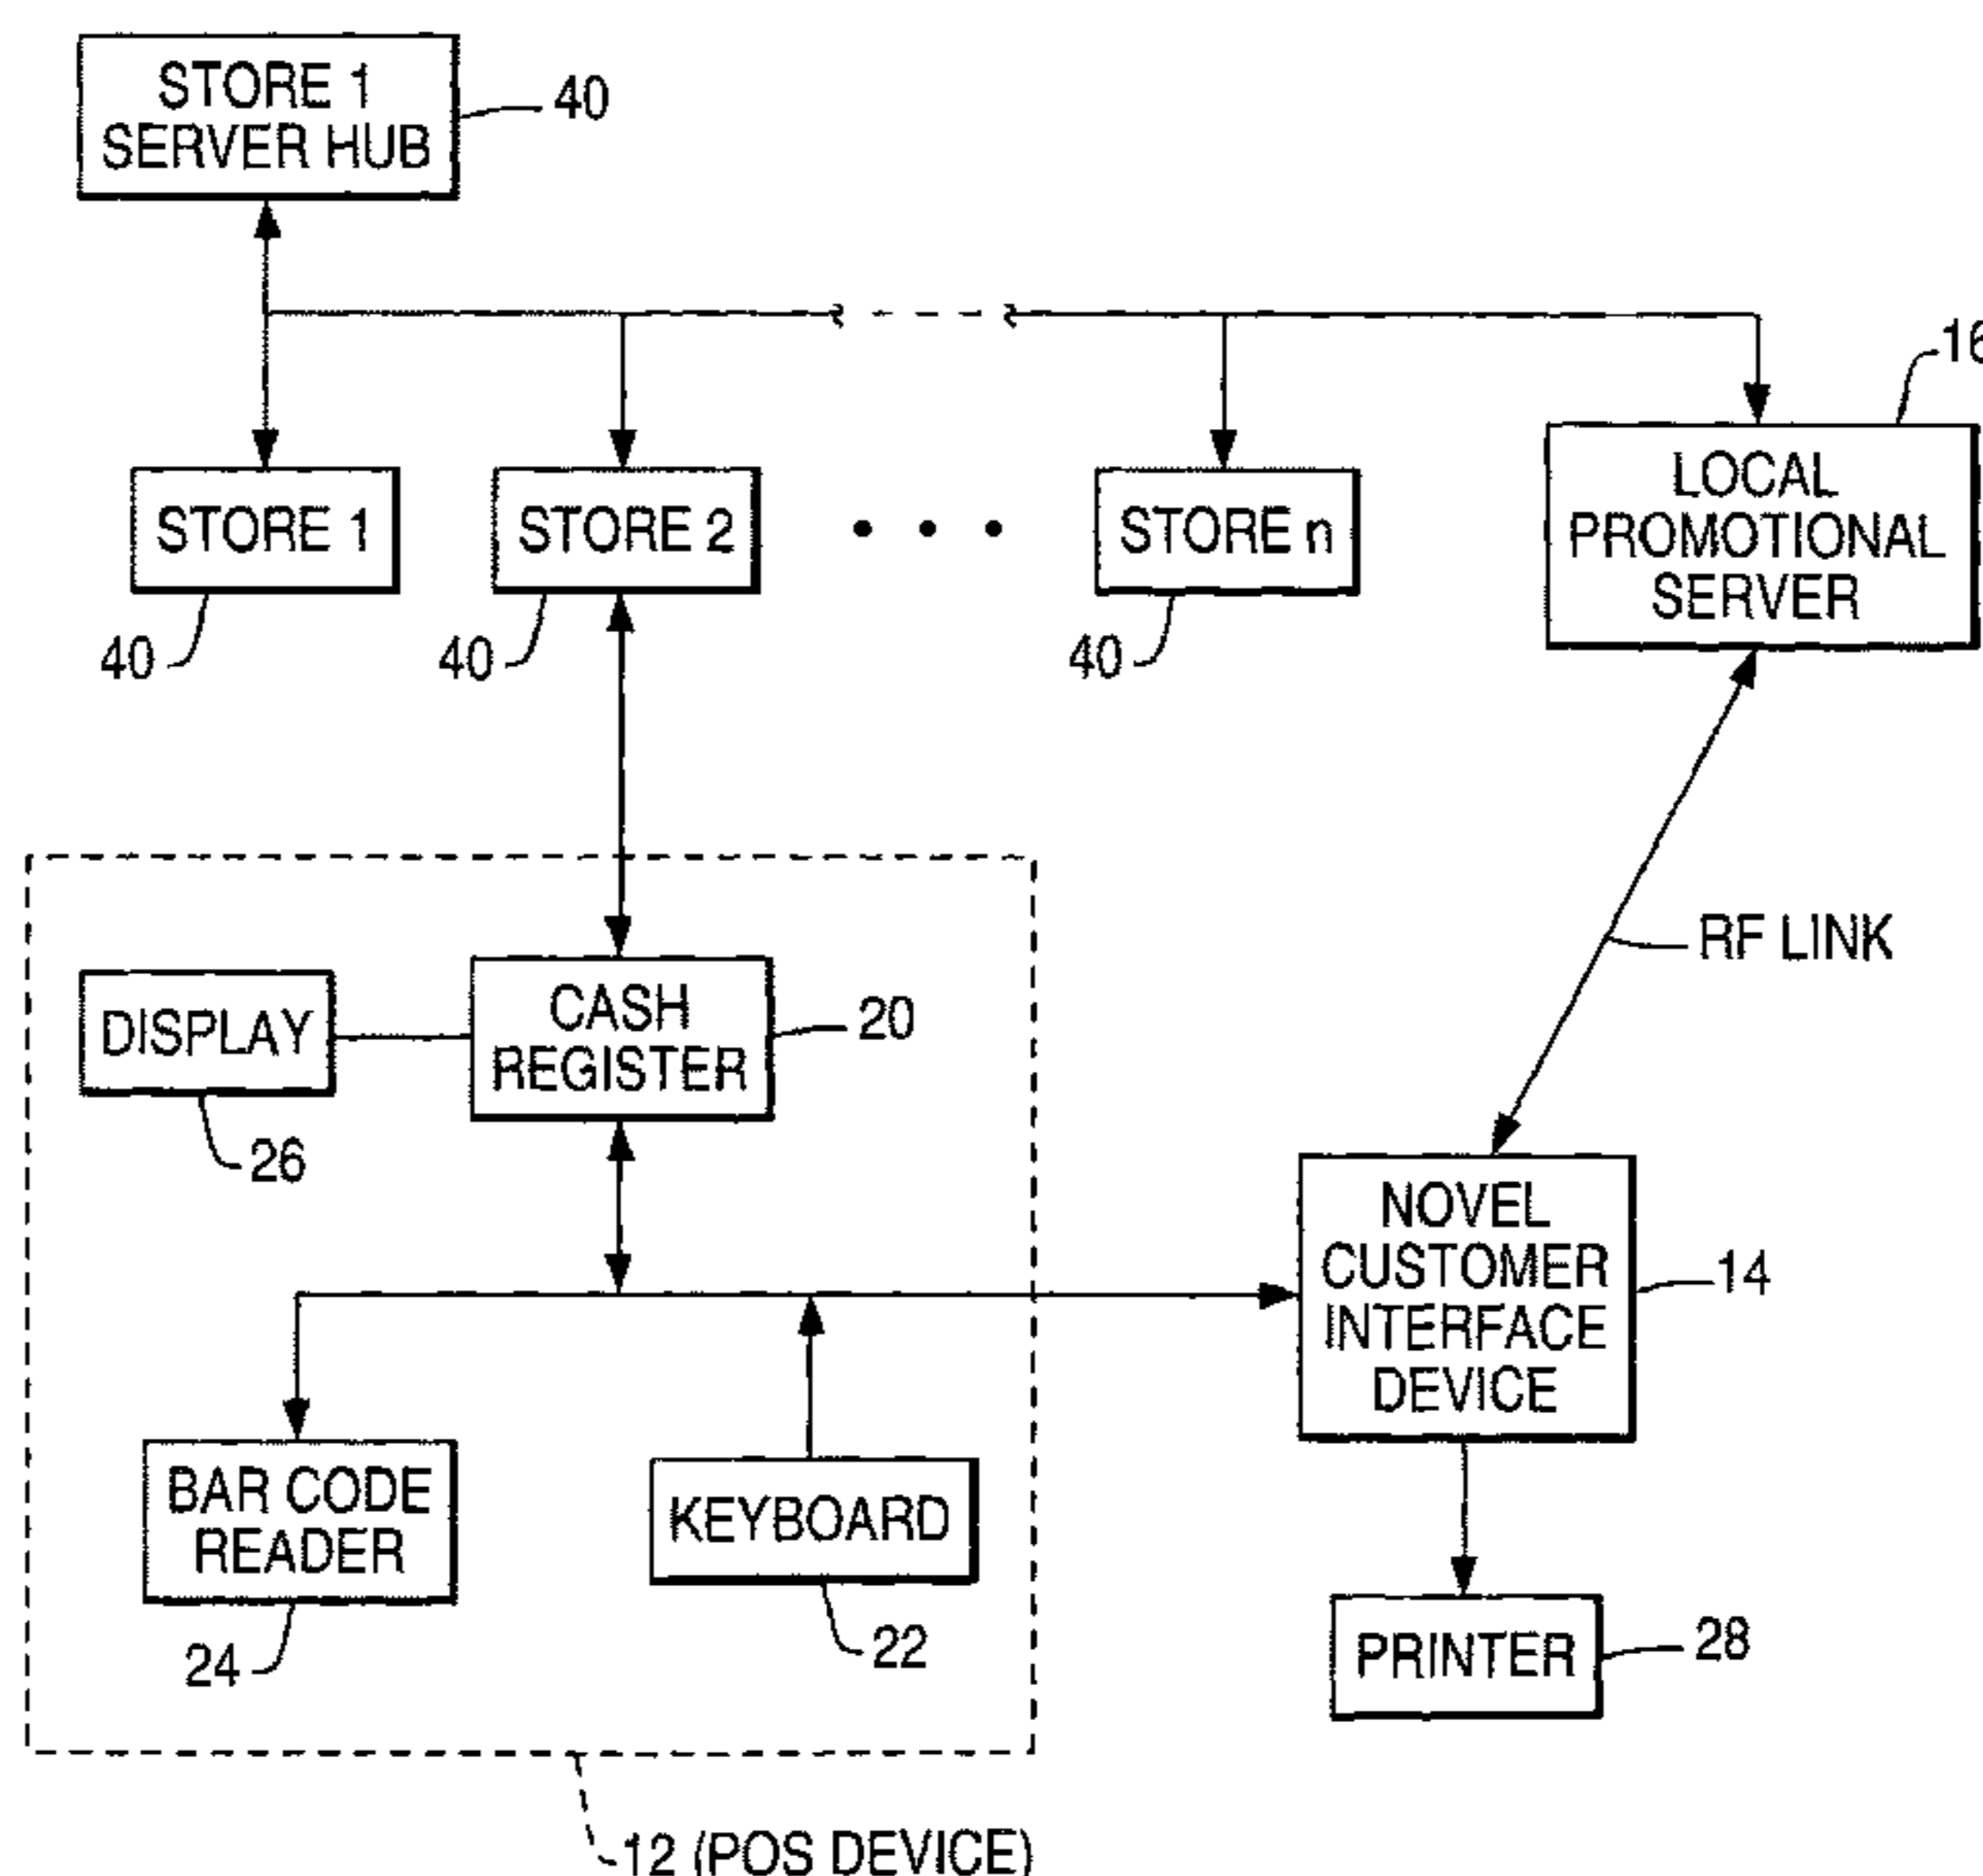 STORE 1
SERVER HUB
40
16
STORE 1
STORE 2
• • •
STORE n
LOCAL
PROMOTIONAL
SERVER
40
40
40
RF LINK
DISPLAY
CASH
REGISTER
20
26
NOVEL
CUSTOMER
INTERFACE
DEVICE
14
BAR CODE
READER
KEYBOARD
24
22
PRINTER
28
12 (POS DEVICE)